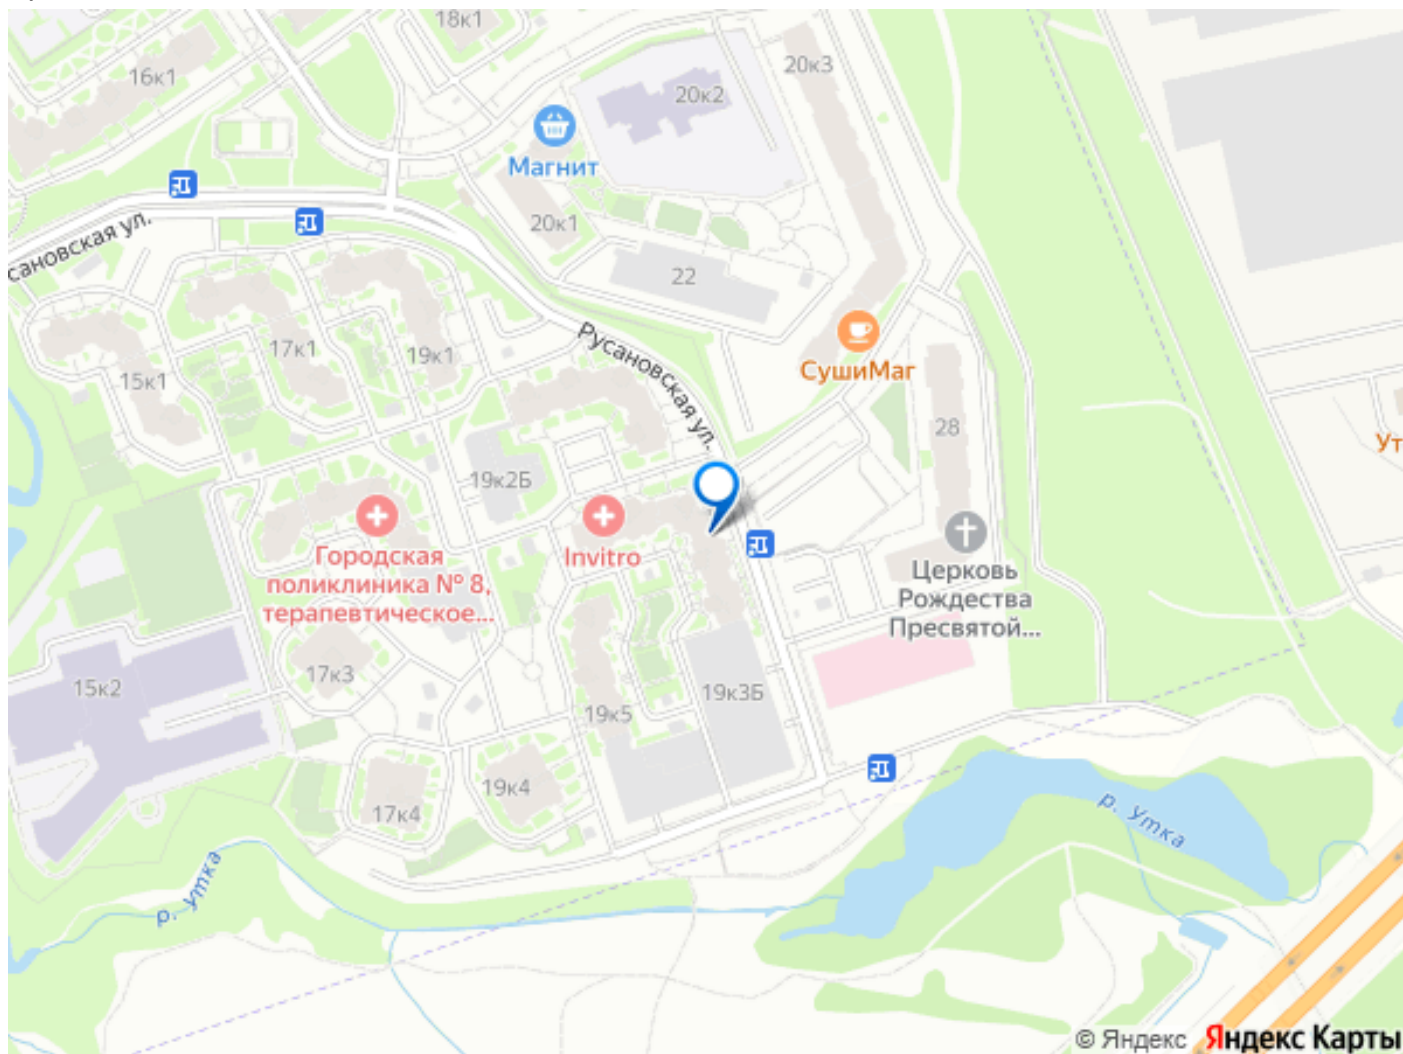 18к1
16к1
20к3
20к2
Магнит
20к1
сановская ул.
22
17к1
19к1
15к1
Русановская ул.
СушиМаг
28
Ут
19к2Б
Городская
поликлиника № 8,
терапевтическое...
Invitro
Церковь
Рождества
Пресвятой...
15к2
17к3
19к5
19к3Б
17к4
19к4
р. Утка
р. Утка
© Яндекс Яндекс Карты